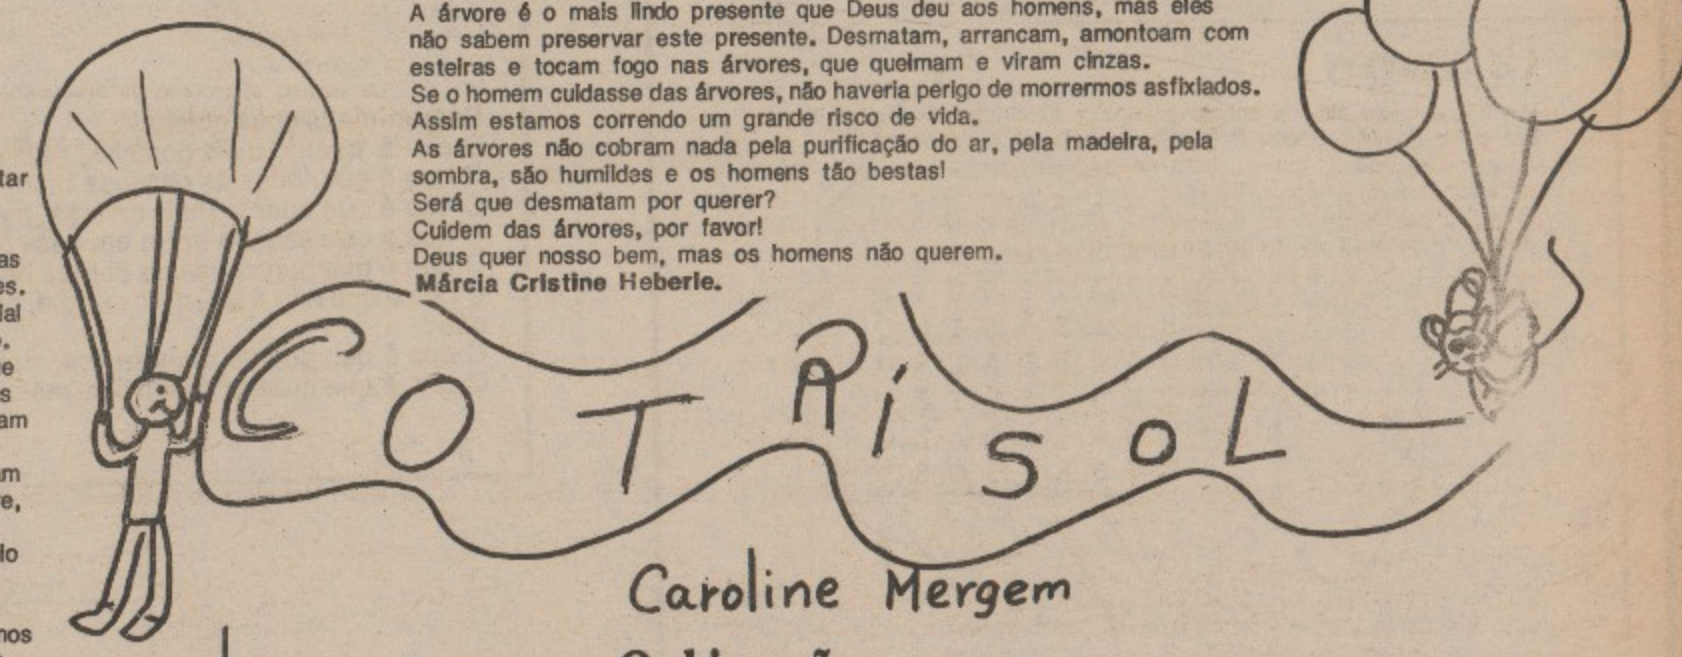 A árvore é o mais lindo presente que Deus deu aos homens, mas eles
não sabem preservar este presente. Desmatam, arrancam, amontoam com
esteiras e tocam fogo nas árvores, que queimam e viram cinzas.
Se o homem cuidasse das árvores, não haveria perigo de morrermos asfixiados.
Assim estamos correndo um grande risco de vida.
As árvores não cobram nada pela purificação do ar, pela madeira, pela
sombra, são humildes e os homens tão bestas!
Será que desmatam por querer?
Cuidem das árvores, por favor!
Deus quer nosso bem, mas os homens não querem.
Márcia Cristine Heberle.
COTRISOL
Caroline Mergem